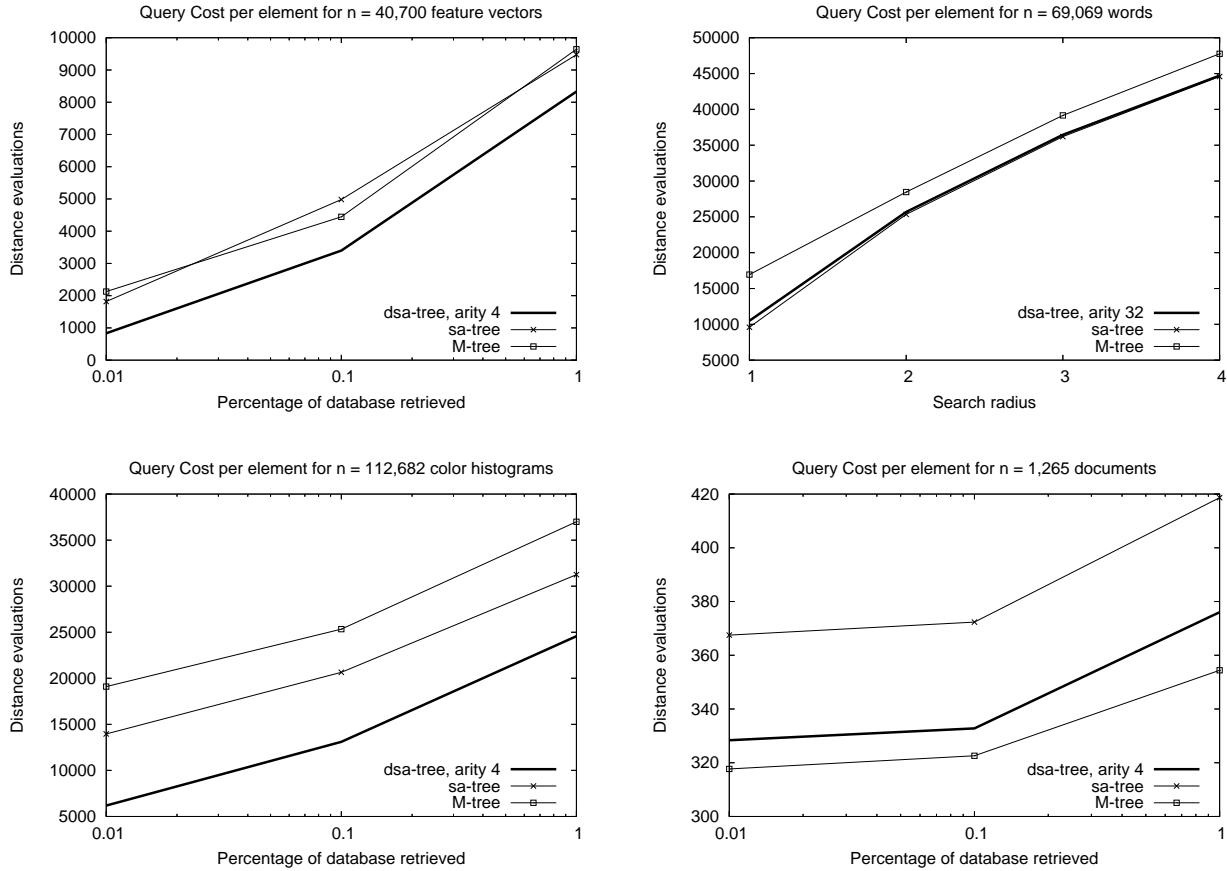 Query Cost per element for n = 40,700 feature vectors
10000
9000
8000
7000
6000
5000
4000
3000
2000
1000
0
0.01
0.1
1
Distance evaluations
Percentage of database retrieved
dsa-tree, arity 4
sa-tree
M-tree
Query Cost per element for n = 69,069 words
50000
45000
40000
35000
30000
25000
20000
15000
10000
5000
1
2
3
4
Distance evaluations
Search radius
dsa-tree, arity 32
sa-tree
M-tree
Query Cost per element for n = 112,682 color histograms
40000
35000
30000
25000
20000
15000
10000
5000
0.01
0.1
1
Distance evaluations
Percentage of database retrieved
dsa-tree, arity 4
sa-tree
M-tree
Query Cost per element for n = 1,265 documents
420
400
380
360
340
320
300
0.01
0.1
1
Distance evaluations
Percentage of database retrieved
dsa-tree, arity 4
sa-tree
M-tree